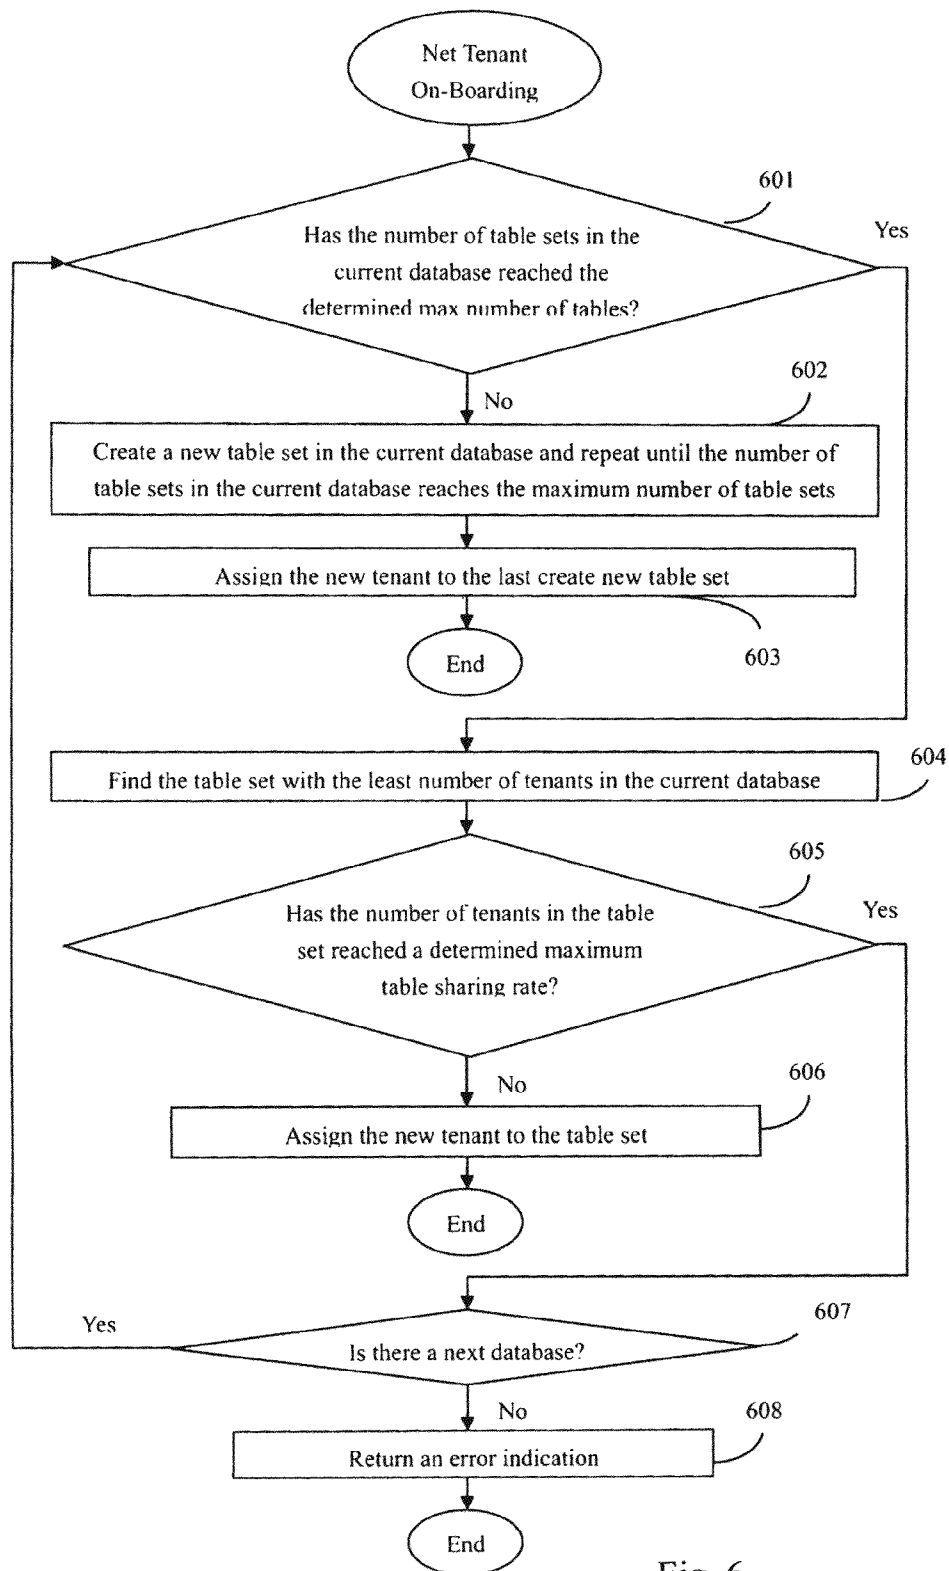 Net Tenant
On-Boarding
601
Yes
Has the number of table sets in the
current database reached the
determined max number of tables?
602
No
Create a new table set in the current database and repeat until the number of
table sets in the current database reaches the maximum number of table sets
Assign the new tenant to the last create new table set
End
603
604
Find the table set with the least number of tenants in the current database
605
Yes
Has the number of tenants in the table
set reached a determined maximum
table sharing rate?
606
No
Assign the new tenant to the table set
End
607
Yes
Is there a next database?
No
608
Return an error indication
End
Fig. 6